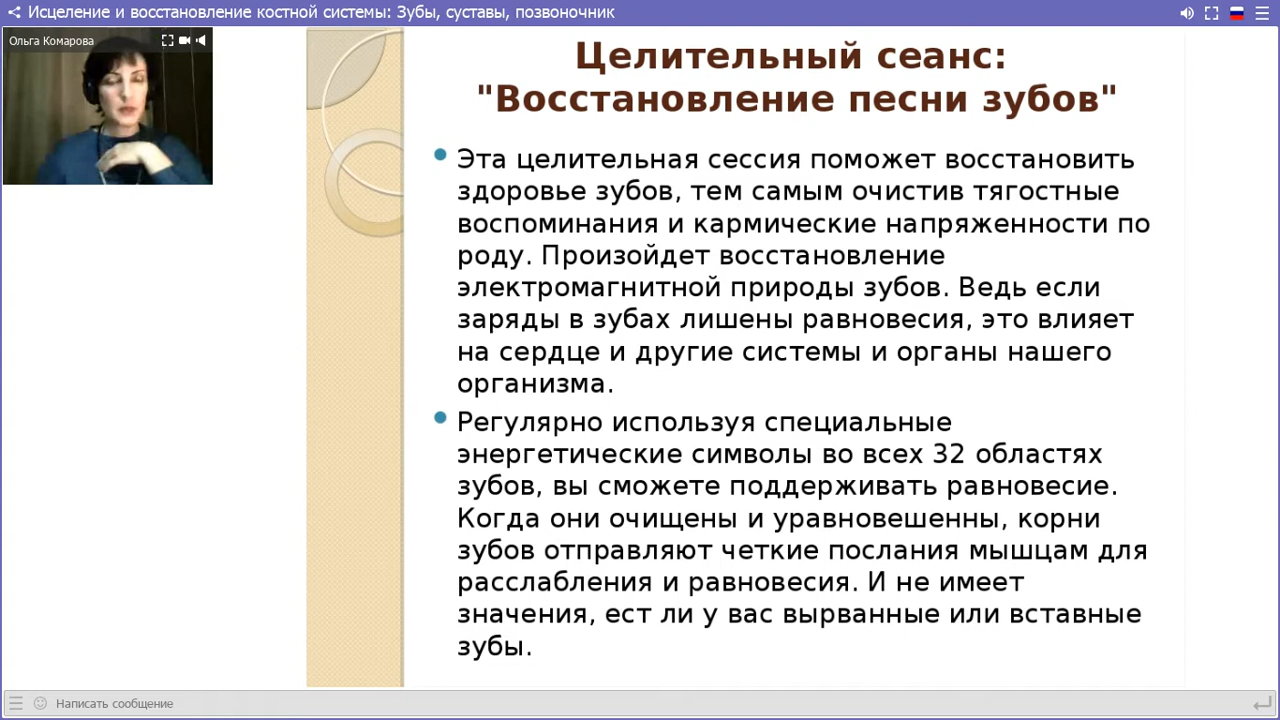 Исцеление и восстановление костной системы: Зубы, суставы, позвоночник
Ольга Комарова
Целительный сеанс:
"Восстановление песни зубов"
Эта целительная сессия поможет восстановить
здоровье зубов, тем самым очистив тягостные
воспоминания и кармические напряженности по
роду. Произойдет восстановление
электромагнитной природы зубов. Ведь если
заряды в зубах лишены равновесия, это влияет
на сердце и другие системы и органы нашего
организма.
Регулярно используя специальные
энергетические символы во всех 32 областях
зубов, вы сможете поддерживать равновесие.
Когда они очищены и уравновешенны, корни
зубов отправляют четкие послания мышцам для
расслабления и равновесия. И не имеет
значения, ест ли у вас вырванные или вставные
зубы.
Написать сообщение